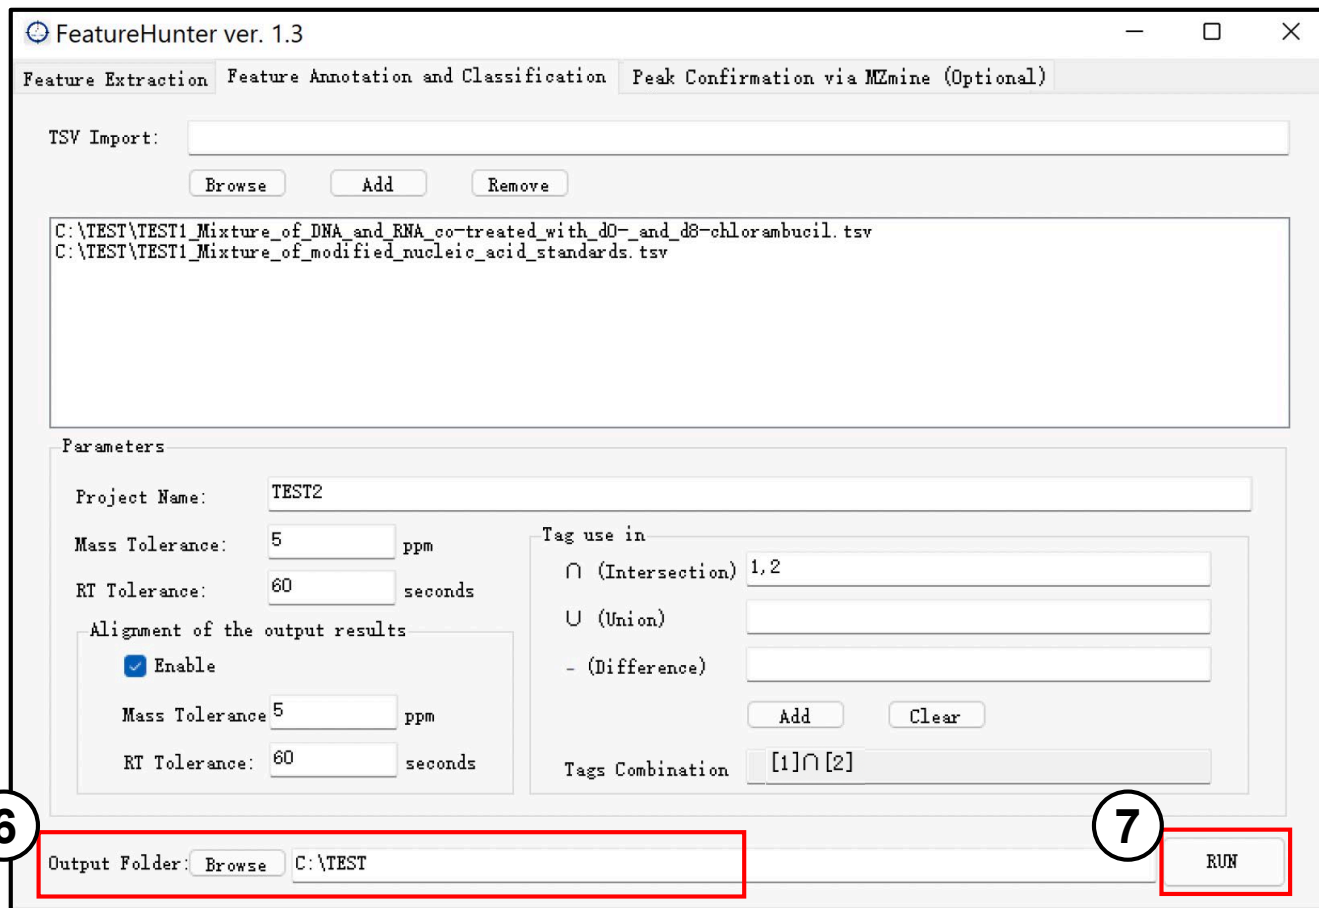 FeatureHunter ver. 1.3
Feature Extraction Feature Annotation and Classification Peak Confirmation via MZmine (Optional)
TSV Import:
Browse Add Remove
C:\TEST\TEST1_Mixture_of_DNA_and_RNA_co-treated_with_d0-_and_d8-chlorambucil.tsv
C:\TEST\TEST1_Mixture_of_modified_nucleic_acid_standards.tsv
Parameters
Project Name: TEST2
Mass Tolerance: 5 ppm
RT Tolerance: 60 seconds
Alignment of the output results
Enable
Mass Tolerance 5 ppm
RT Tolerance: 60 seconds
Tag use in
∩ (Intersection) 1,2
∪ (Union)
- (Difference)
Add Clear
Tags Combination [1]∩[2]
6
Output Folder: Browse C:\TEST
7
RUN